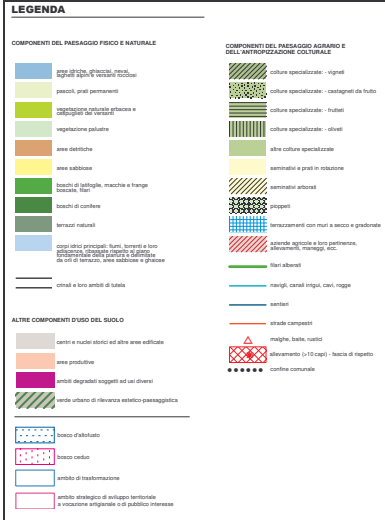 LEGENDA
COMPONENTI DEL PAESAGGIO FISICO E NATURALE
aree idriche, ghiacciai, nevai,
laghetti alpini e versanti rocciosi
pascoli, prati permanenti
vegetazione naturale erbacea e
cespuglieti dei versanti
vegetazione palustre
aree detritiche
aree sabbiose
boschi di latifoglie, macchie e frange
boscate, filari
boschi di conifere
terrazzi naturali
corpi idrici principali: fiumi, torrenti e loro
adiacenza, ribassate rispetto al piano
fondamentale della pianura e delimitate
da orli di terrazzo, aree sabbiose e ghiaiose
crinali e loro ambiti di tutela
ALTRE COMPONENTI D'USO DEL SUOLO
centri e nuclei storici ed altre aree edificate
aree produttive
ambiti degradati soggetti ad usi diversi
verde urbano di rilevanza estetico-paesaggistica
bosco d'altofusto
bosco ceduo
ambito di trasformazione
ambito strategico di sviluppo territoriale
a vocazione artigianale o di pubblico interesse
COMPONENTI DEL PAESAGGIO AGRARIO E
DELL'ANTROPIZZAZIONE COLTURALE
colture specializzate: - vigneti
colture specializzate: - castagneti da frutto
colture specializzate: - frutteti
colture specializzate: - oliveti
altre colture specializzate
seminativi e prati in rotazione
seminativi arborati
pioppeti
terrazzamenti con muri a secco e gradonate
aziende agricole e loro pertinenze,
allevamenti, maneggi, ecc.
filari alberati
navigli, canali irrigui, cavi, rogge
sentieri
strade campestri
malghe, baite, rustici
allevamento (>10 capi) - fascia di rispetto
confine comunale